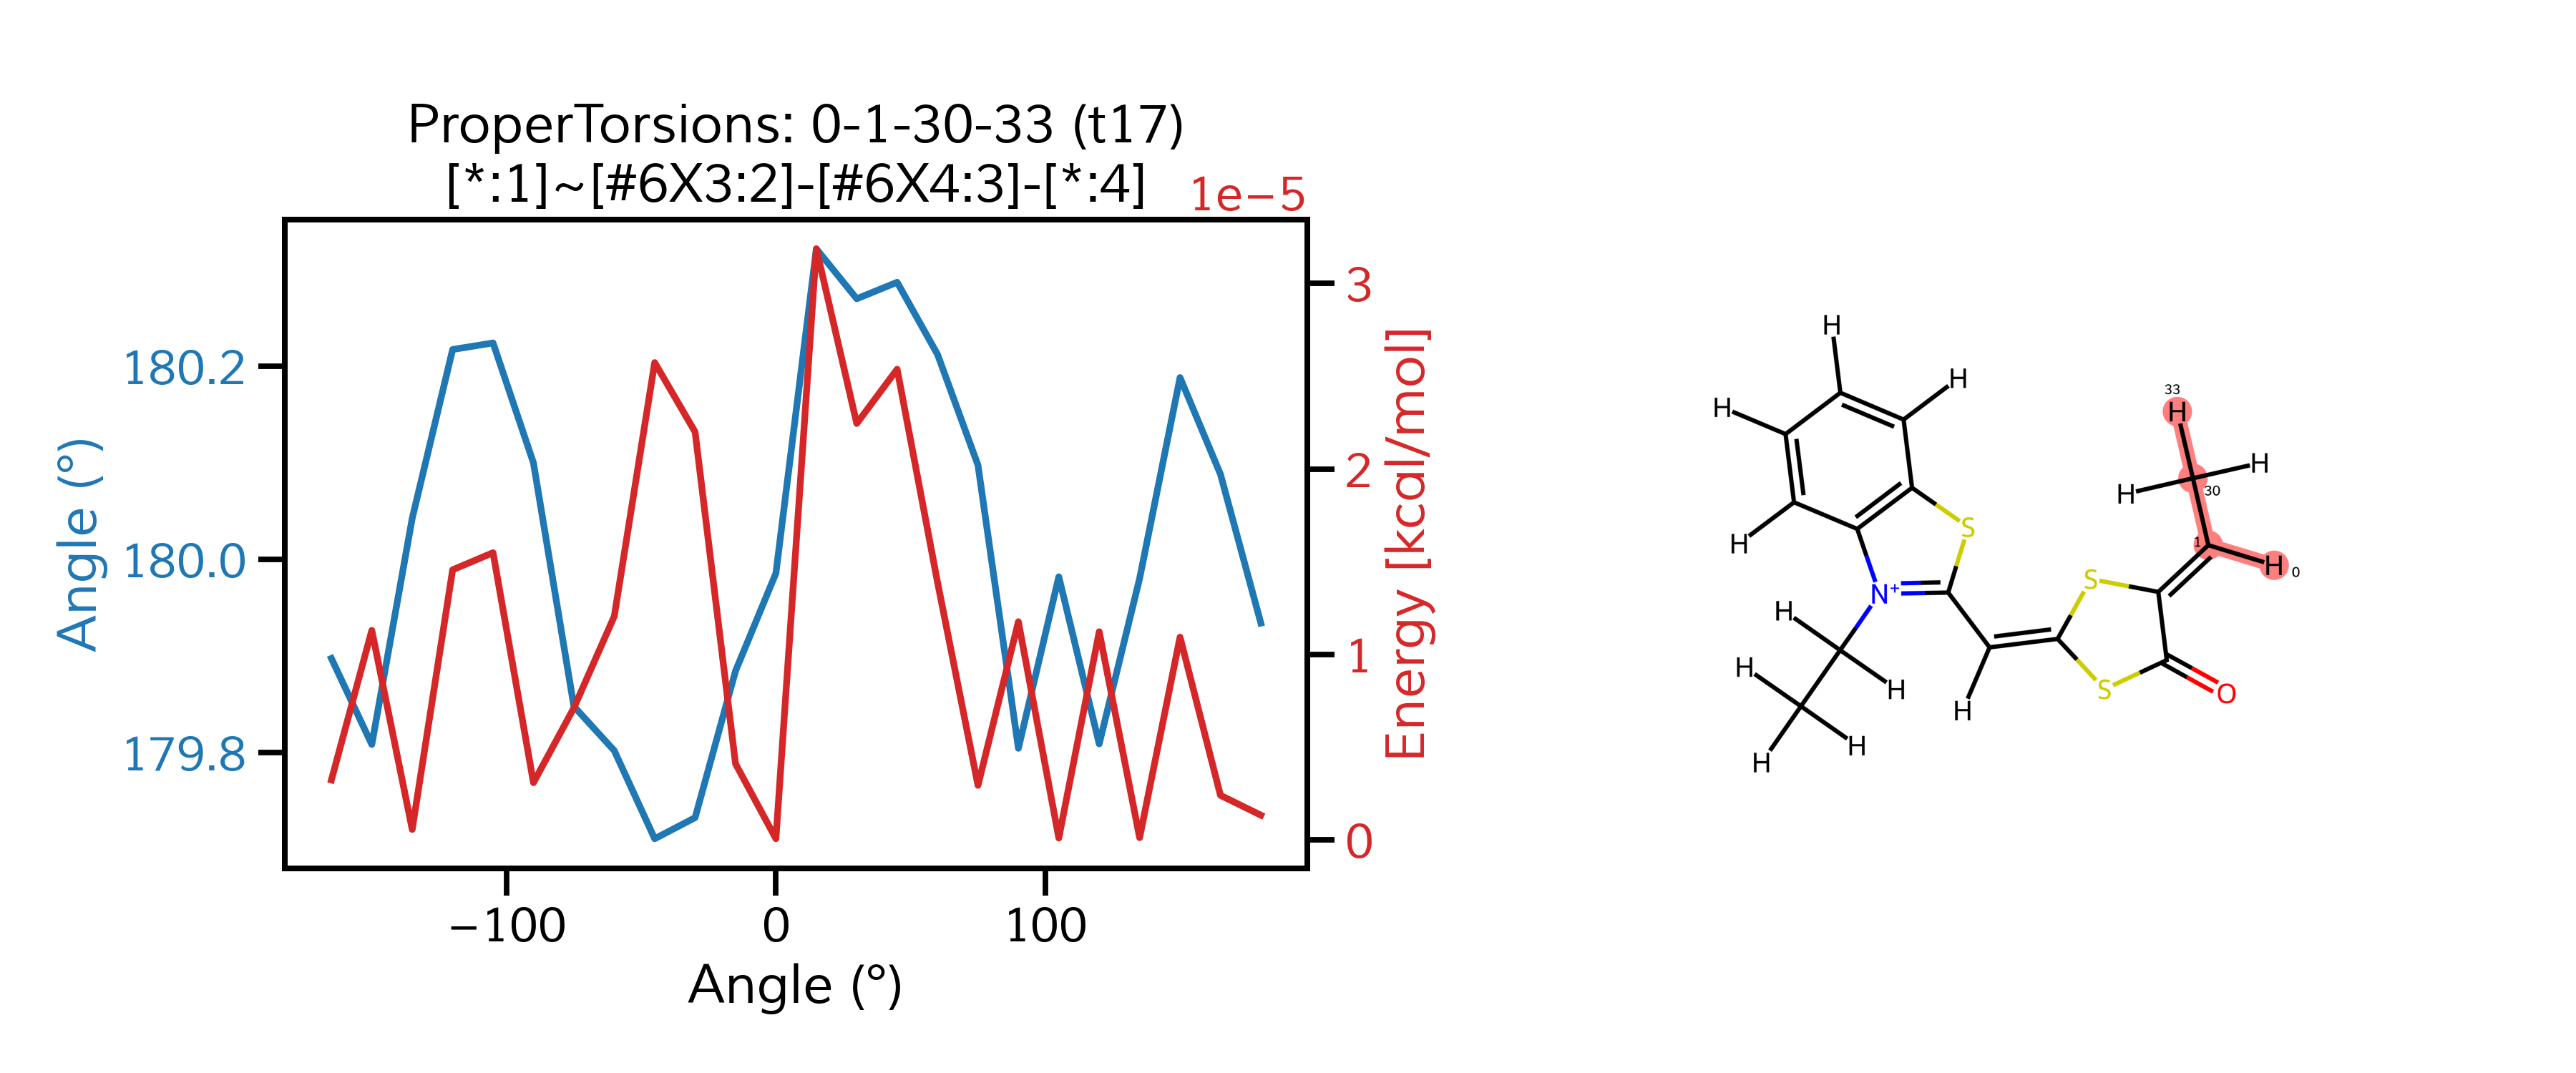 ProperTorsions: 0-1-30-33 (t17)
[*:1]~[#6X3:2]-[#6X4:3]-[*:4]
1e−5
Angle (°)
180.2
180.0
179.8
3
2
1
0
Energy [kcal/mol]
−100
0
100
Angle (°)
H
H
H
H
S
N⁺
H
H
H
H
H
H
S
S
O
33
H
H
H
30
1
H 0